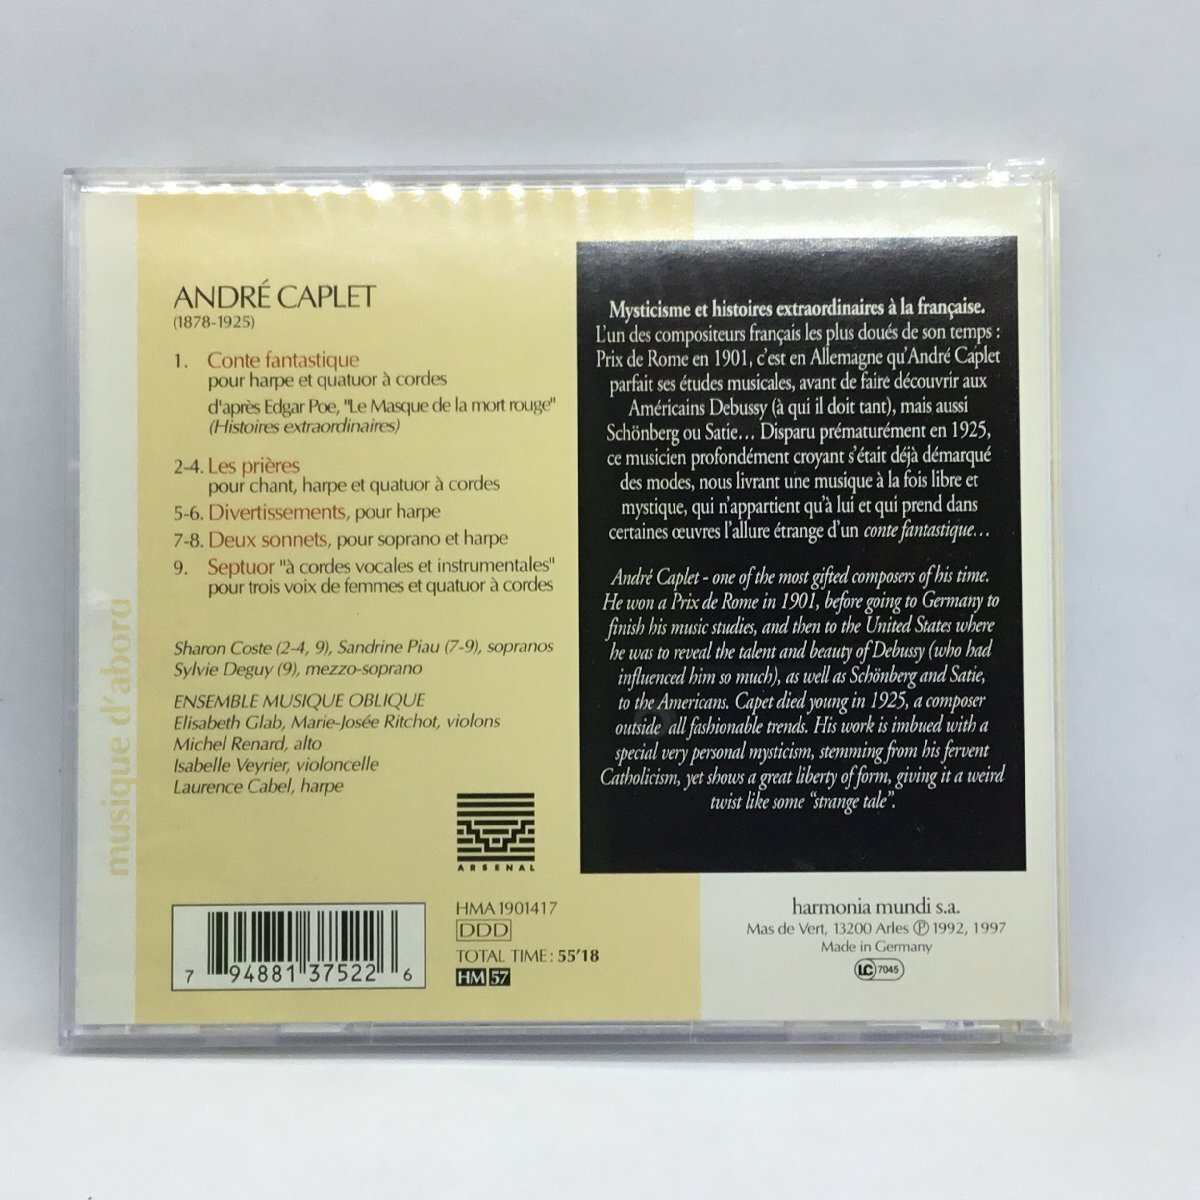 ANDRÉ CAPLET
(1878-1925)
1. Conte fantastique
pour harpe et quatuor à cordes
d'après Edgar Poe, "Le Masque de la mort rouge"
(Histoires extraordinaires)
2-4. Les prières
pour chant, harpe et quatuor à cordes
5-6. Divertissements, pour harpe
7-8. Deux sonnets, pour soprano et harpe
9. Septuor "à cordes vocales et instrumentales"
pour trois voix de femmes et quatuor à cordes
Sharon Coste (2-4, 9), Sandrine Piau (7-9), sopranos
Sylvie Deguy (9), mezzo-soprano
ENSEMBLE MUSIQUE OBLIQUE
Elisabeth Glab, Marie-Josée Ritchot, violons
Michel Renard, alto
Isabelle Veyrier, violoncelle
Laurence Cabel, harpe
musique d'abord
ARSENAL
7 94881 37522 6
HMA 1901417
DDD
TOTAL TIME : 55'18
HM 57
Mysticisme et histoires extraordinaires à la française.
L'un des compositeurs français les plus doués de son temps :
Prix de Rome en 1901, c'est en Allemagne qu'André Caplet
parfait ses études musicales, avant de faire découvrir aux
Américains Debussy (à qui il doit tant), mais aussi
Schönberg ou Satie... Disparu prématurément en 1925,
ce musicien profondément croyant s'était déjà démarqué
des modes, nous livrant une musique à la fois libre et
mystique, qui n'appartient qu'à lui et qui prend dans
certaines œuvres l'allure étrange d'un conte fantastique...
André Caplet - one of the most gifted composers of his time.
He won a Prix de Rome in 1901, before going to Germany to
finish his music studies, and then to the United States where
he was to reveal the talent and beauty of Debussy (who had
influenced him so much), as well as Schönberg and Satie,
to the Americans. Capet died young in 1925, a composer
outside all fashionable trends. His work is imbued with a
special very personal mysticism, stemming from his fervent
Catholicism, yet shows a great liberty of form, giving it a weird
twist like some "strange tale".
harmonia mundi s.a.
Mas de Vert, 13200 Arles ℗ 1992, 1997
Made in Germany
LC 7045